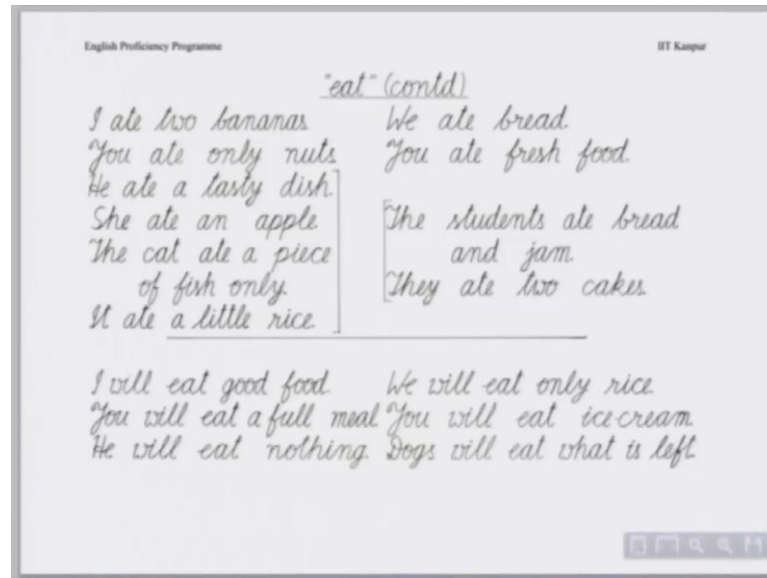 English Proficiency Programme
IIT Kanpur
"eat" (contd)
I ate two bananas
You ate only nuts
He ate a tasty dish.
She ate an apple
The cat ate a piece
of fish only.
It ate a little rice
We ate bread.
You ate fresh food.
The students ate bread
and jam.
They ate two cakes.
I will eat good food.
You will eat a full meal
He will eat nothing.
We will eat only rice
You will eat ice-cream.
Dogs will eat what is left.